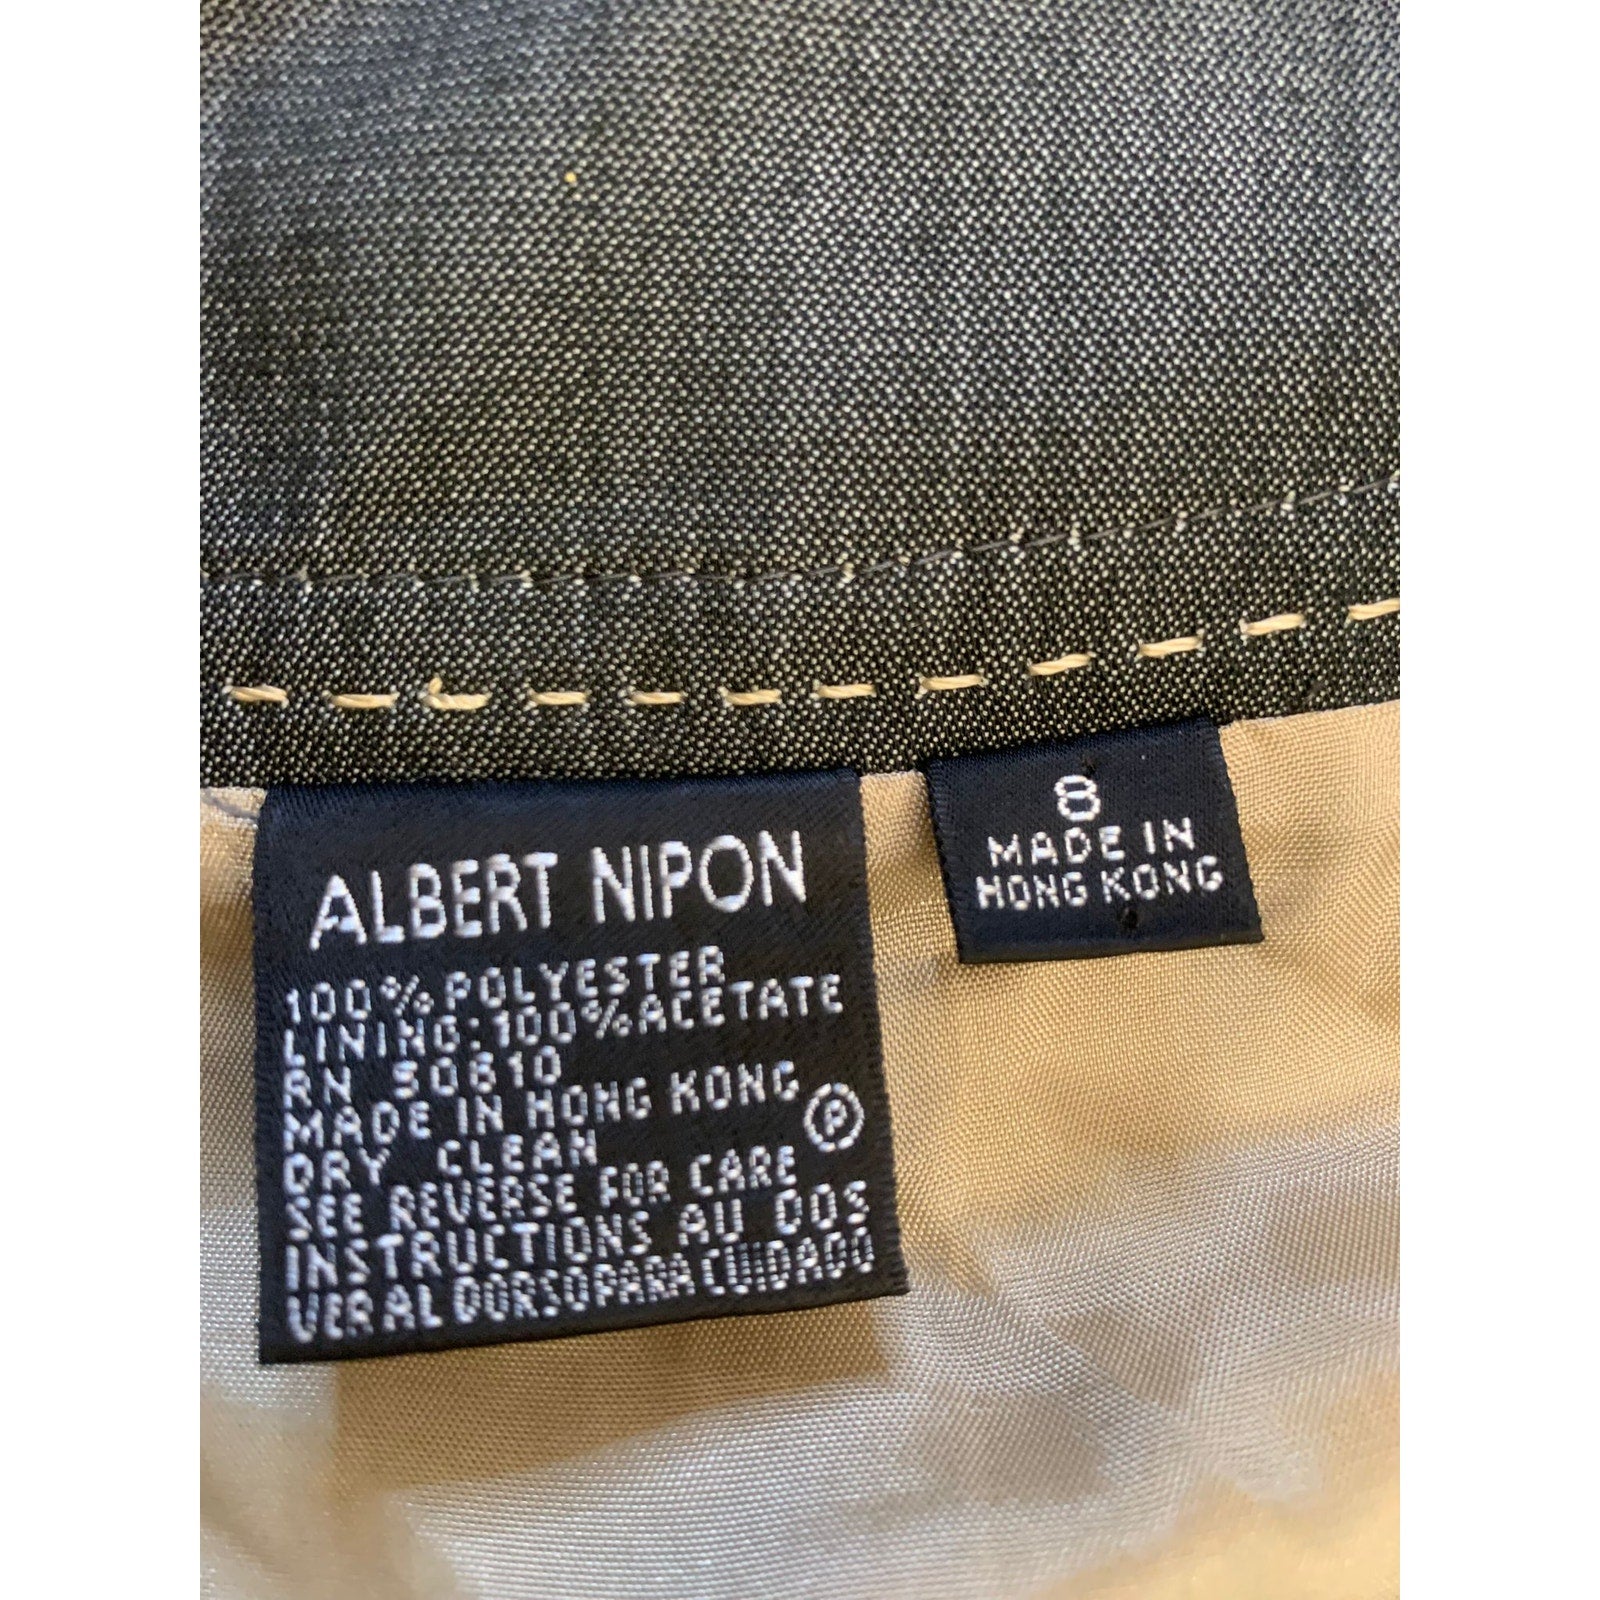 ALBERT NIPON
100% POLYESTER
LINING: 100% ACETATE
RN 50810
MADE IN HONG KONG
DRY CLEAN Ⓟ
SEE REVERSE FOR CARE
INSTRUCTIONS AU DOS
VER AL DORSO PARA CUIDADO
8
MADE IN
HONG KONG